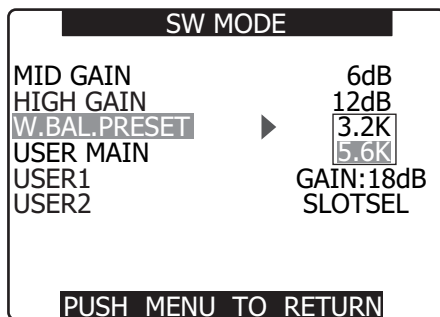 SW MODE
MID GAIN 6dB
HIGH GAIN 12dB
W.BAL.PRESET 3.2K
5.6K
USER MAIN
USER1 GAIN:18dB
USER2 SLOTSEL
PUSH MENU TO RETURN